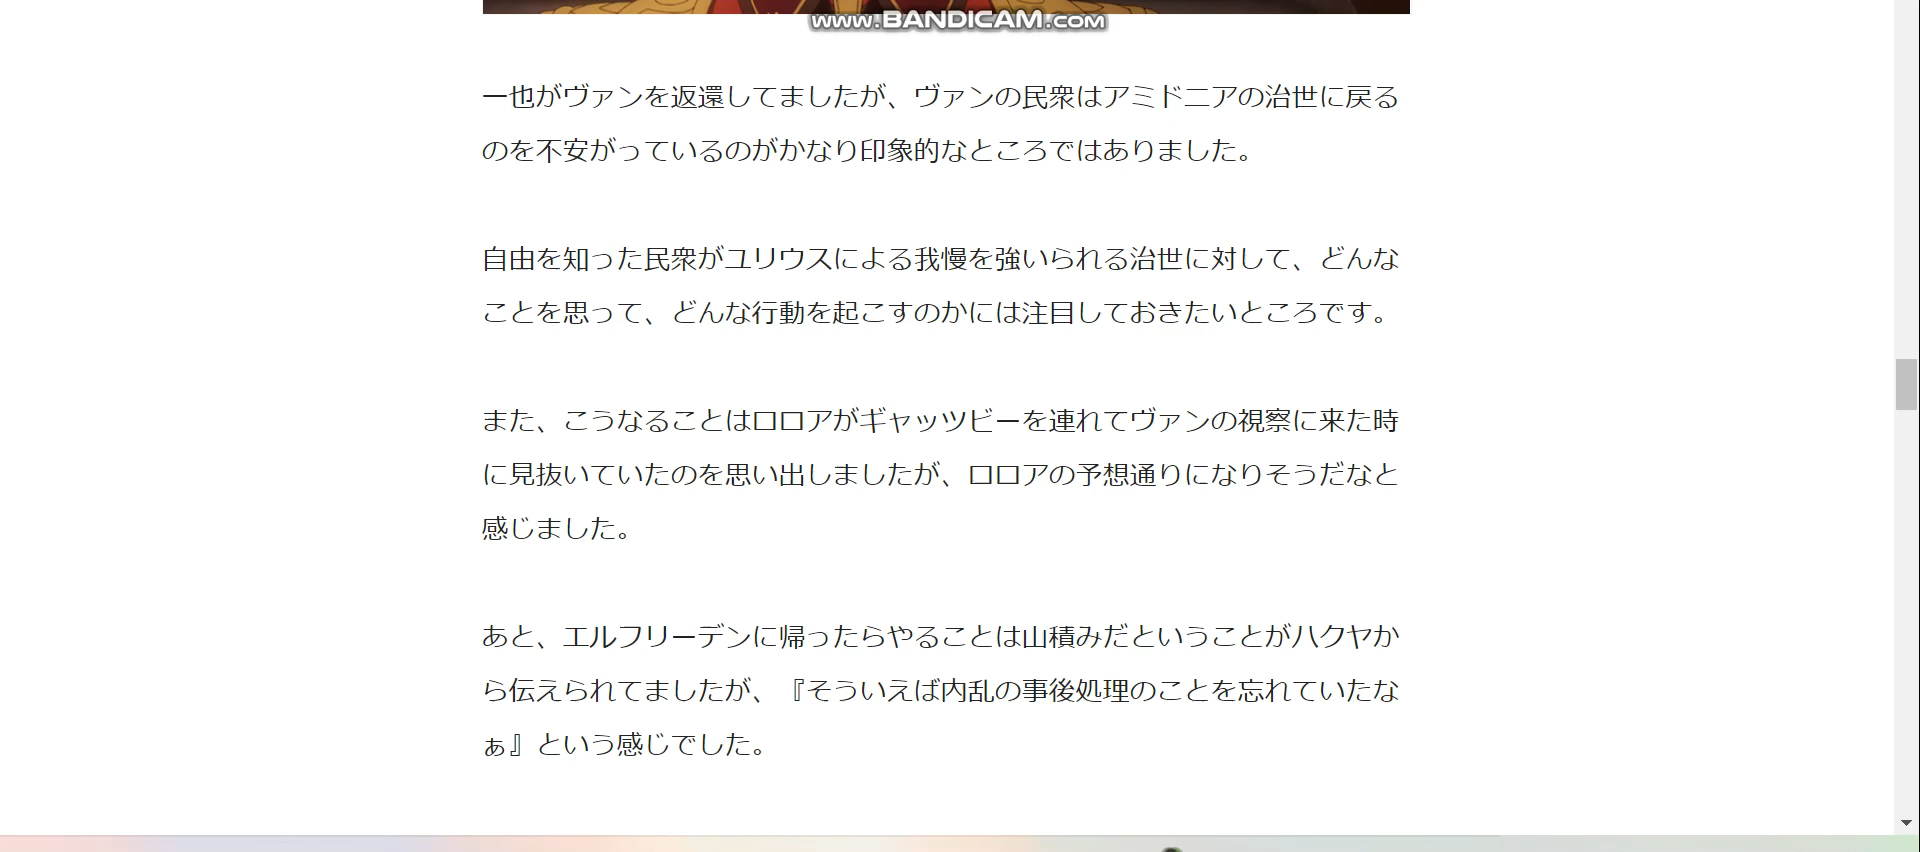 www.BANDICAM.com
一也がヴァンを返還してましたが、ヴァンの民衆はアミドニアの治世に戻る
のを不安がっているのがかなり印象的なところではありました。
自由を知った民衆がユリウスによる我慢を強いられる治世に対して、どんな
ことを思って、どんな行動を起こすのかには注目しておきたいところです。
また、こうなることはロロアがギャッツビーを連れてヴァンの視察に来た時
に見抜いていたのを思い出しましたが、ロロアの予想通りになりそうだなと
感じました。
あと、エルフリーデンに帰ったらやることは山積みだということがハクヤか
ら伝えられてましたが、『そういえば内乱の事後処理のことを忘れていたな
ぁ』という感じでした。